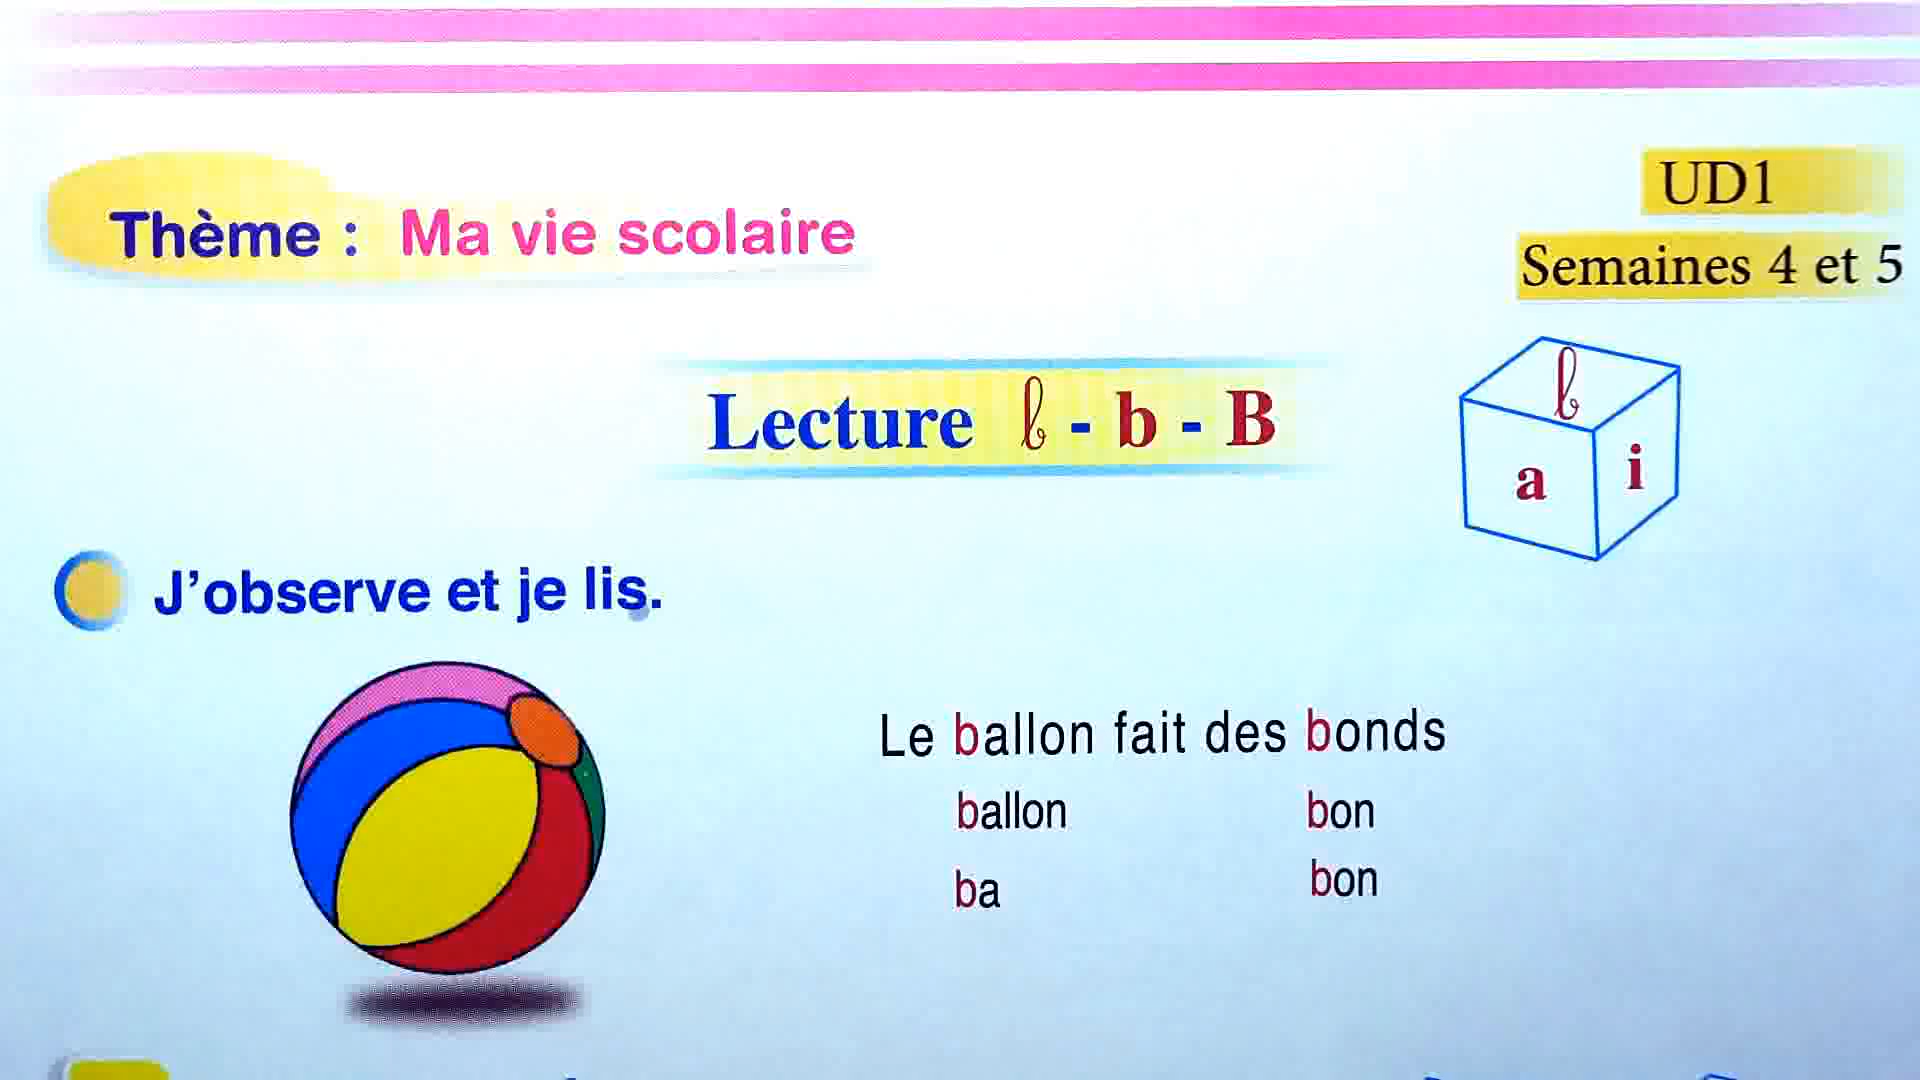 Thème : Ma vie scolaire
UD1
Semaines 4 et 5
Lecture b - b - B
b
a i
J'observe et je lis.
Le ballon fait des bonds
ballon bon
ba bon